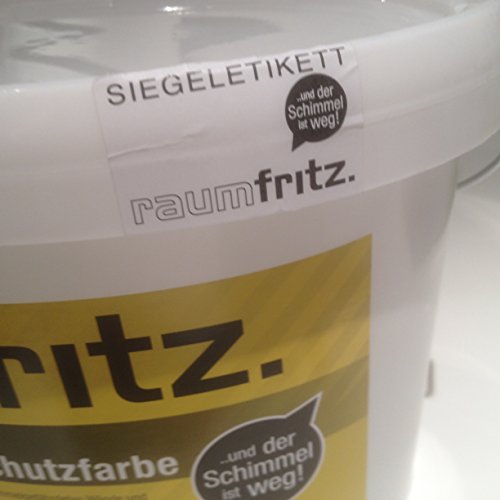 SIEGELETIKETT
...und der
Schimmel
ist weg!
raumfritz.
ritz.
chutzfarbe
...und der
Schimmel
ist weg!